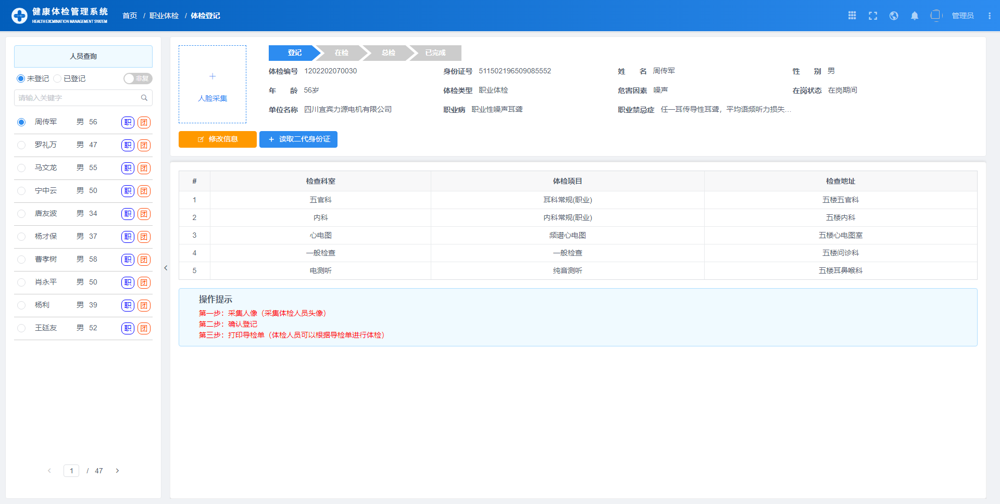 健康体检管理系统
HEALTH EXCMINATION MANAGEMENT SYATEM
首页 / 职业体检 / 体检登记
管理员
人员查询
未登记 已登记 非复
请输入关键字
周传军 男 56 职 团
罗礼万 男 47 职 团
马文龙 男 55 职 团
宁中云 男 50 职 团
唐友波 男 34 职 团
杨才保 男 37 职 团
曹孝树 男 58 职 团
肖永平 男 50 职 团
杨利 男 39 职 团
王廷友 男 52 职 团
1 / 47
人脸采集
登记 在检 总检 已完成
体检编号 1202202070030 身份证号 511502196509085552 姓 名 周传军 性 别 男
年 龄 56岁 体检类型 职业体检 危害因素 噪声 在岗状态 在岗期间
单位名称 四川宜宾力源电机有限公司 职业病 职业性噪声耳聋 职业禁忌症 任一耳传导性耳聋，平均语频听力损失...
修改信息 读取二代身份证
# 检查科室 体检项目 检查地址
1 五官科 耳科常规(职业) 五楼五官科
2 内科 内科常规(职业) 五楼内科
3 心电图 频谱心电图 五楼心电图室
4 一般检查 一般检查 五楼问诊科
5 电测听 纯音测听 五楼耳鼻喉科
操作提示
第一步：采集人像（采集体检人员头像）
第二步：确认登记
第三步：打印导检单（体检人员可以根据导检单进行体检）